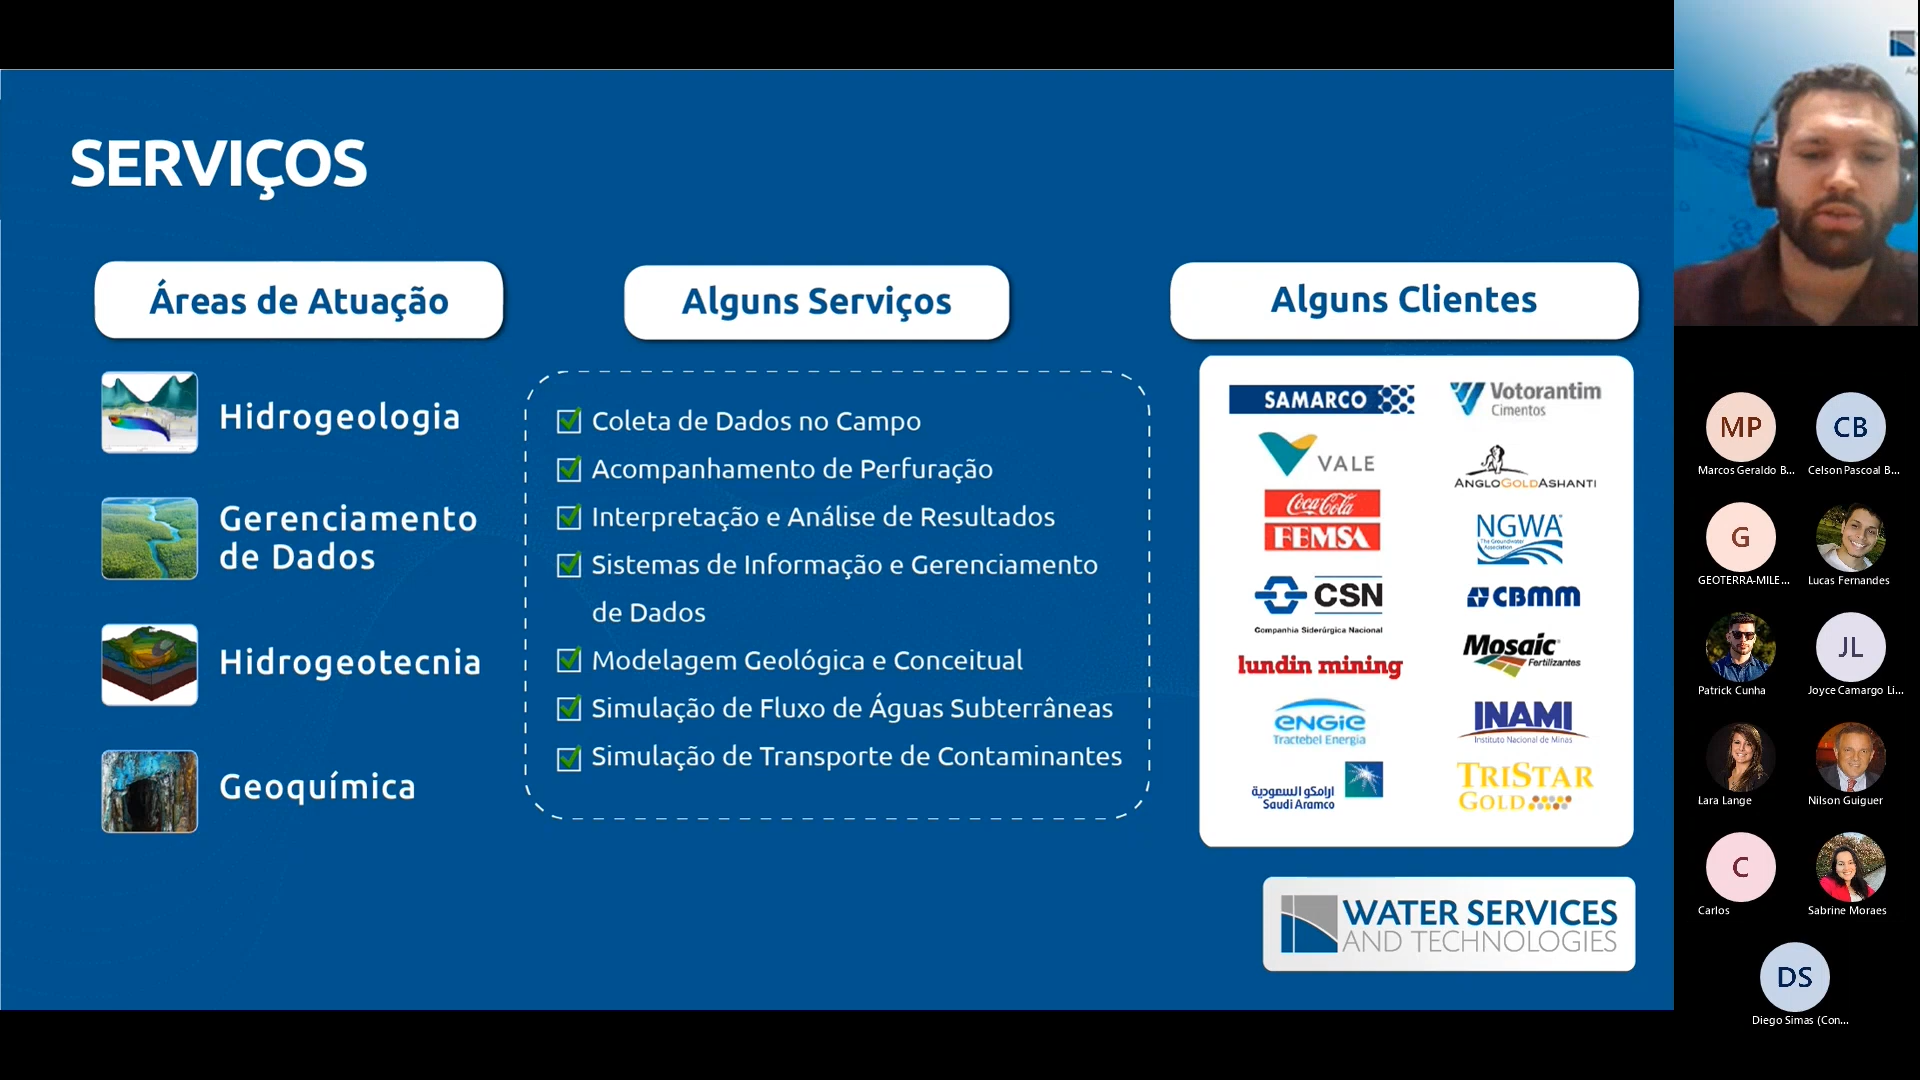 SERVIÇOS
Áreas de Atuação
Hidrogeologia
Gerenciamento
de Dados
Hidrogeotecnia
Geoquímica
Alguns Serviços
Coleta de Dados no Campo
Acompanhamento de Perfuração
Interpretação e Análise de Resultados
Sistemas de Informação e Gerenciamento
de Dados
Modelagem Geológica e Conceitual
Simulação de Fluxo de Águas Subterrâneas
Simulação de Transporte de Contaminantes
Alguns Clientes
SAMARCO
Votorantim
Cimentos
VALE
ANGLOGOLDASHANTI
Coca-Cola
FEMSA
NGWA
The Groundwater
Association
CSN
Companhia Siderúrgica Nacional
CBMM
lundin mining
Mosaic
Fertilizantes
ENGIE
Tractebel Energia
INAMI
Instituto Nacional de Minas
أرامكو السعودية
Saudi Aramco
TRISTAR
GOLD
WATER SERVICES
AND TECHNOLOGIES
MP
Marcos Geraldo B...
CB
Celson Pascoal B...
G
GEOTERRA-MILE...
Lucas Fernandes
Patrick Cunha
JL
Joyce Camargo Li...
Lara Lange
Nilson Guiguer
C
Carlos
Sabrine Moraes
DS
Diego Simas (Con...